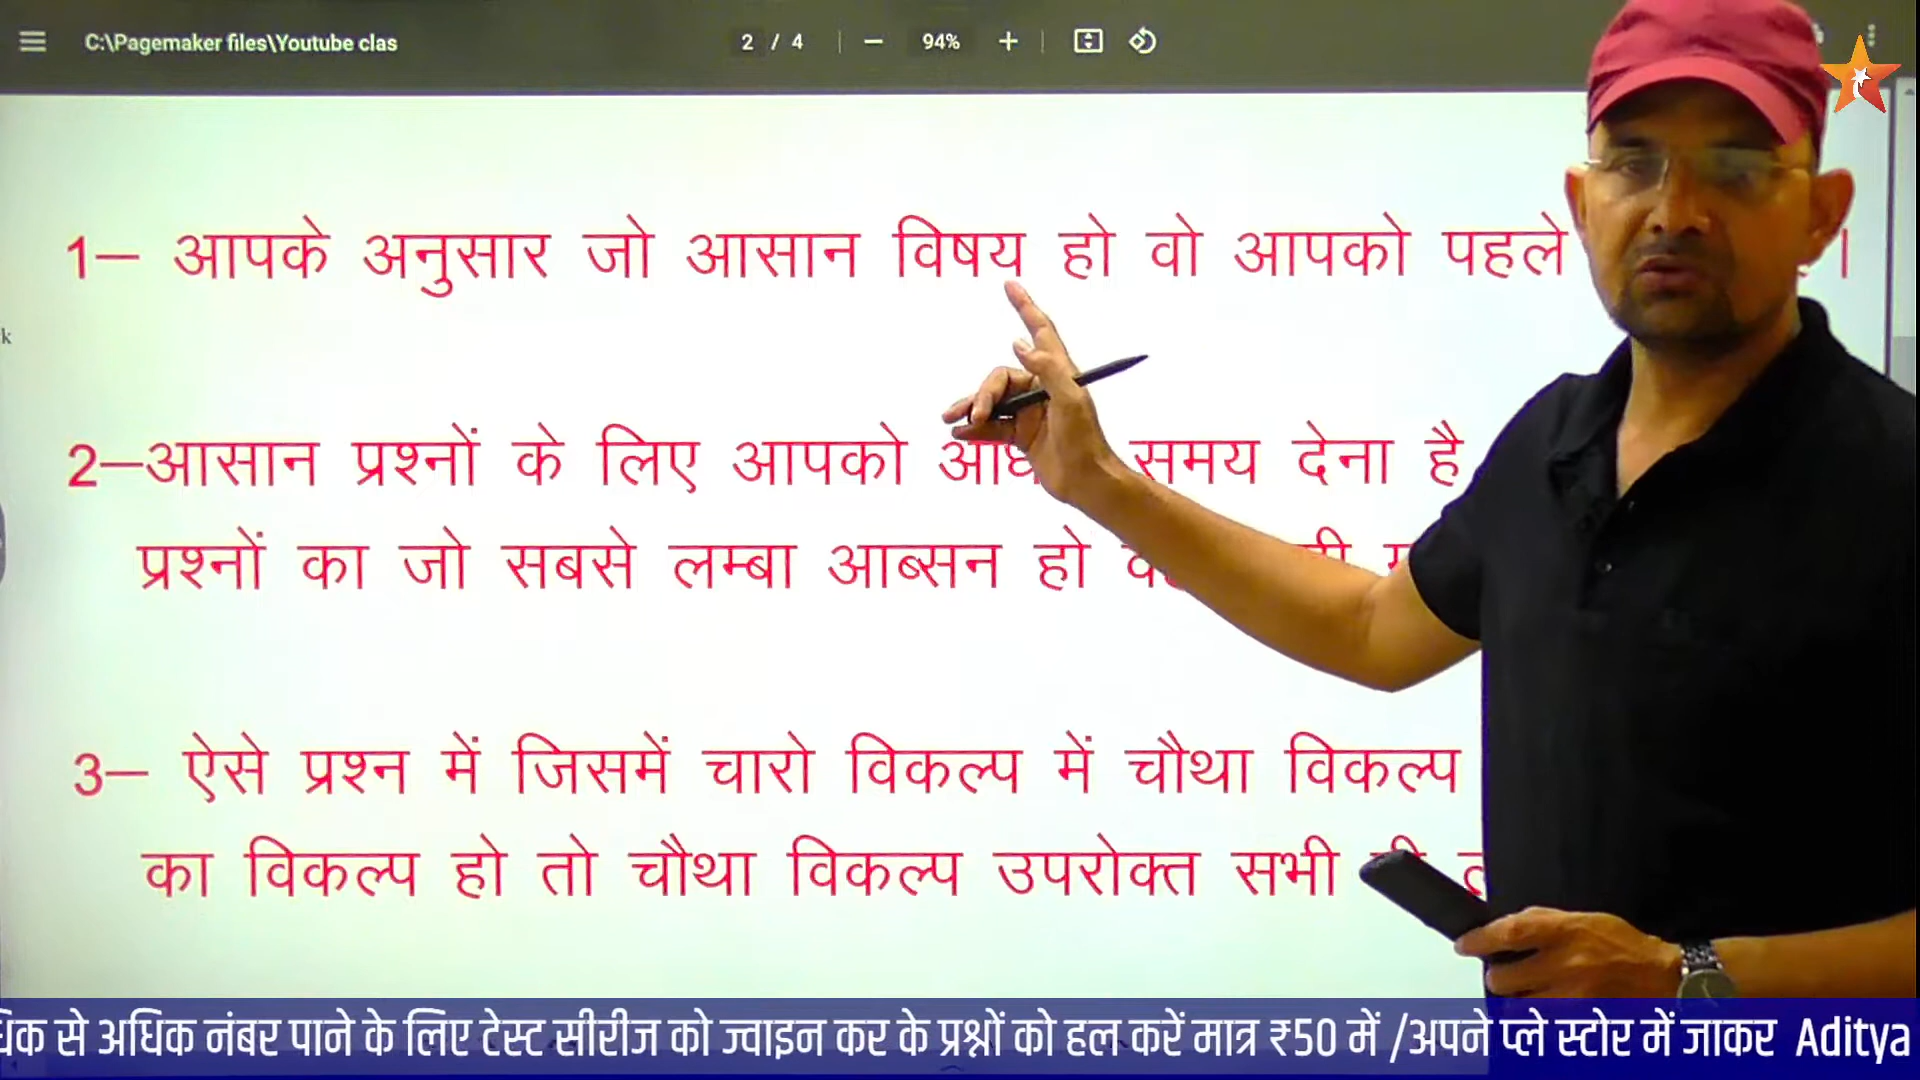 C:\Pagemaker files\Youtube clas
2 / 4
94%
1– आपके अनुसार जो आसान विषय हो वो आपको पहले
k
2–आसान प्रश्नों के लिए आपको समय देना है
प्रश्नों का जो सबसे लम्बा आब्सन हो
3– ऐसे प्रश्न में जिसमें चारो विकल्प में चौथा विकल्प
का विकल्प हो तो चौथा विकल्प उपरोक्त सभी
से अधिक नंबर पाने के लिए टेस्ट सीरीज को ज्वाइन कर के प्रश्नों को हल करें मात्र ₹50 में /अपने प्ले स्टोर में जाकर Aditya